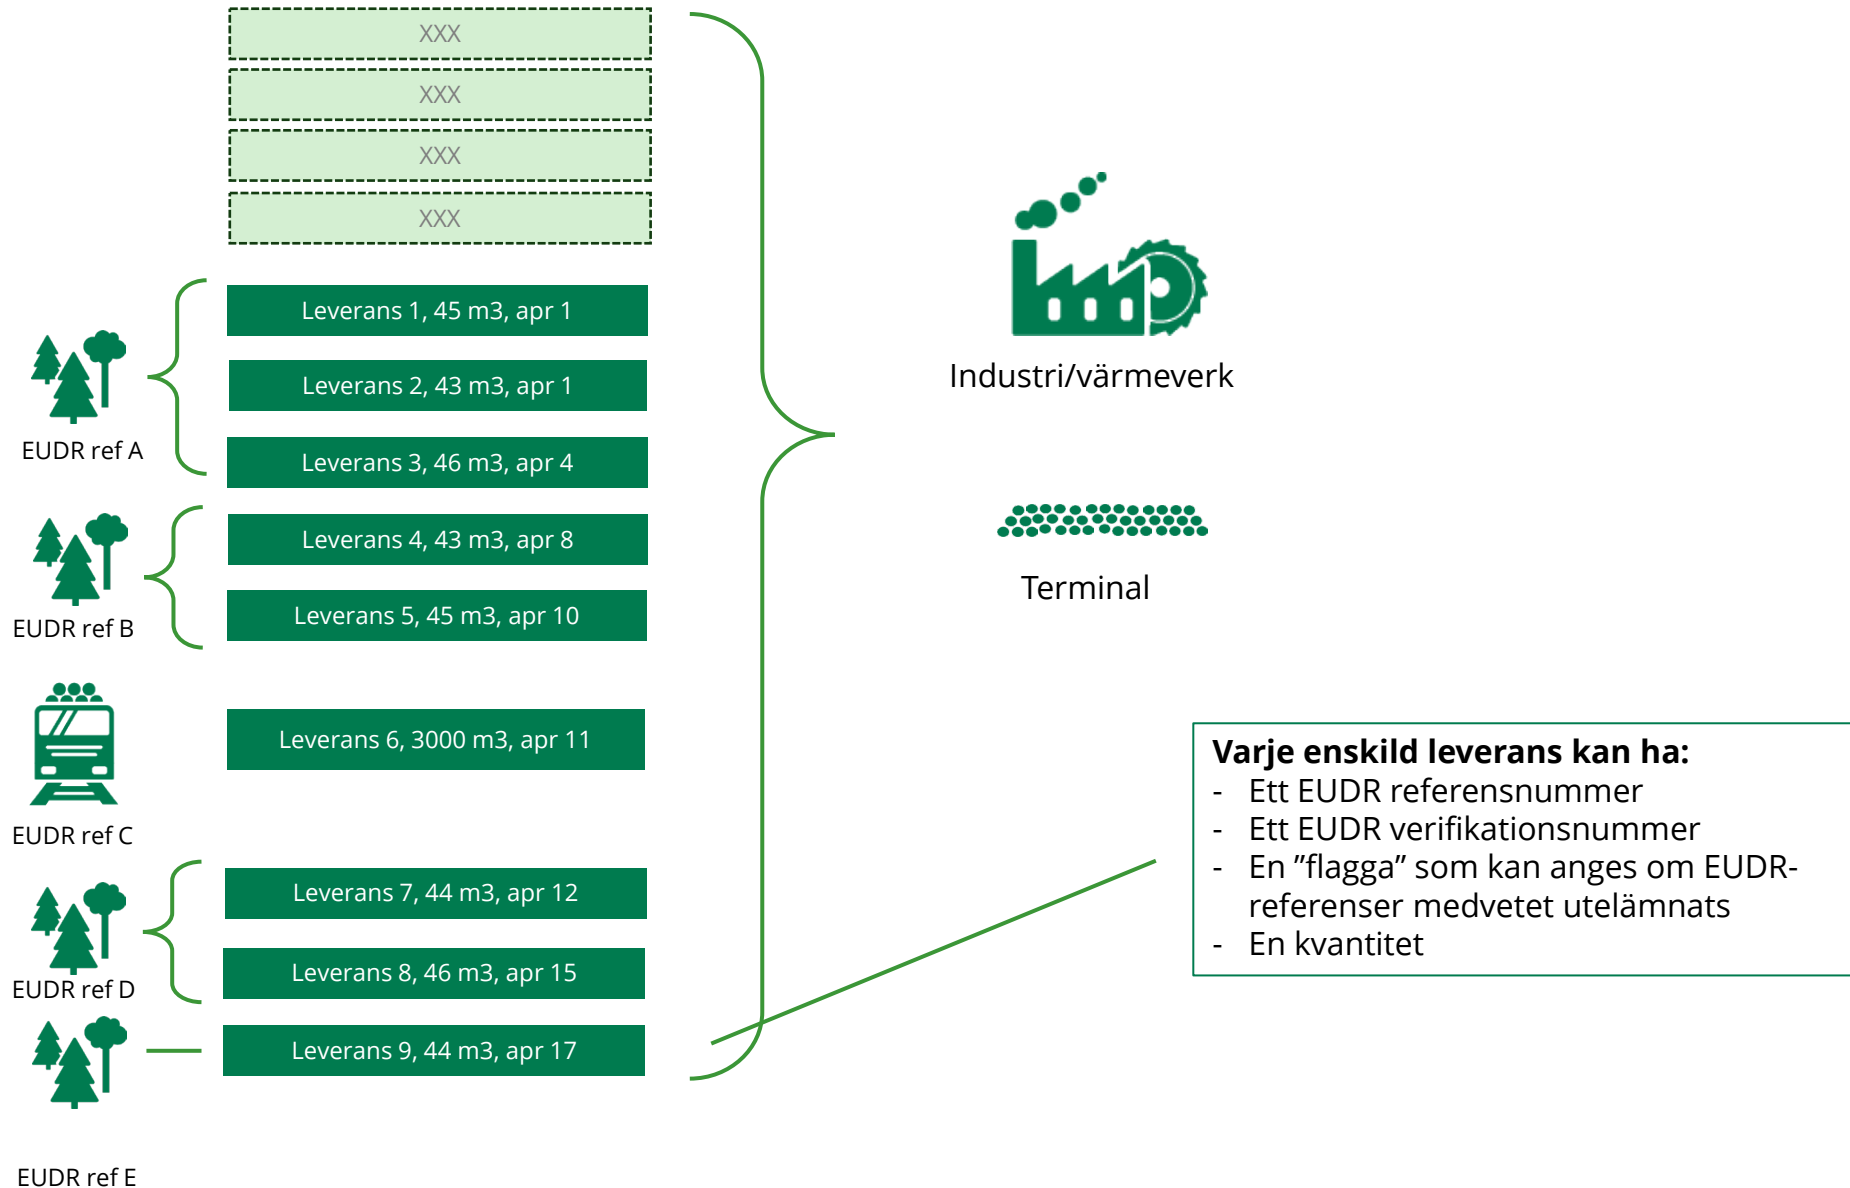 XXX
XXX
XXX
XXX
Leverans 1, 45 m3, apr 1
Leverans 2, 43 m3, apr 1
Leverans 3, 46 m3, apr 4
EUDR ref A
Leverans 4, 43 m3, apr 8
Leverans 5, 45 m3, apr 10
EUDR ref B
Leverans 6, 3000 m3, apr 11
EUDR ref C
Leverans 7, 44 m3, apr 12
Leverans 8, 46 m3, apr 15
EUDR ref D
Leverans 9, 44 m3, apr 17
EUDR ref E
Industri/värmeverk
Terminal
Varje enskild leverans kan ha:
- Ett EUDR referensnummer
- Ett EUDR verifikationsnummer
- En ”flagga” som kan anges om EUDR-
referenser medvetet utelämnats
- En kvantitet